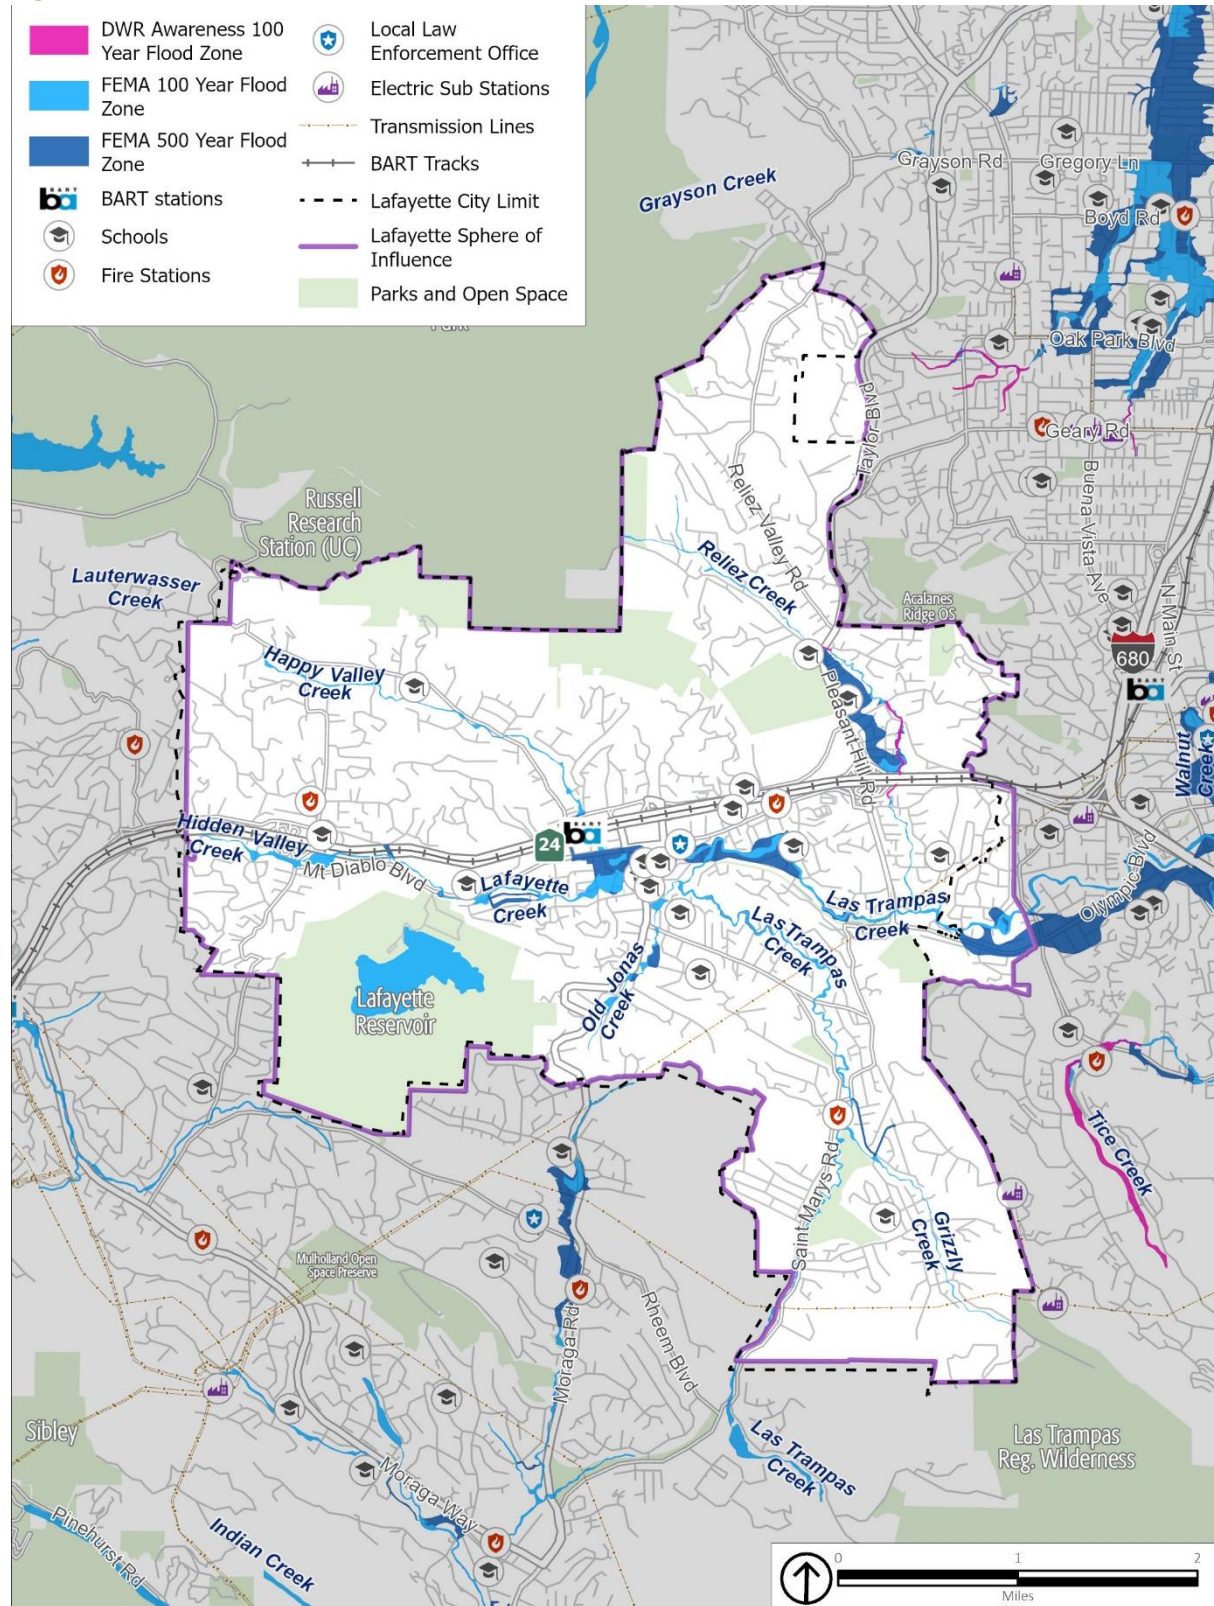 DWR Awareness 100
Year Flood Zone
FEMA 100 Year Flood
Zone
FEMA 500 Year Flood
Zone
BART
ba
BART stations
Schools
Fire Stations
Local Law
Enforcement Office
Electric Sub Stations
Transmission Lines
BART Tracks
Lafayette City Limit
Lafayette Sphere of
Influence
Parks and Open Space
Park
Grayson Creek
Grayson Rd
Gregory Ln
Boyd Rd
Oak Park Blvd
Geary Rd
Taylor Blvd
Buena Vista Ave
N Main St
Reliez Valley Rd
Reliez Creek
Russell
Research
Station (UC)
Lauterwasser
Creek
Acalanes
Ridge OS
680
BART
ba
Happy Valley
Creek
Pleasant Hill Rd
Walnut
Creek
Hidden Valley
Creek
Mt Diablo Blvd
24
BART
ba
Lafayette
Creek
Las Trampas
Creek
Olympic Blvd
Las Trampas
Creek
Old Jonas
Creek
Lafayette
Reservoir
Tice Creek
Saint Marys Rd
Grizzly
Creek
Mulholland Open
Space Preserve
Moraga Rd
Rheem Blvd
Sibley
Las Trampas
Creek
Las Trampas
Reg. Wilderness
Moraga Way
Pinehurst Rd
Indian Creek
0 1 2
Miles